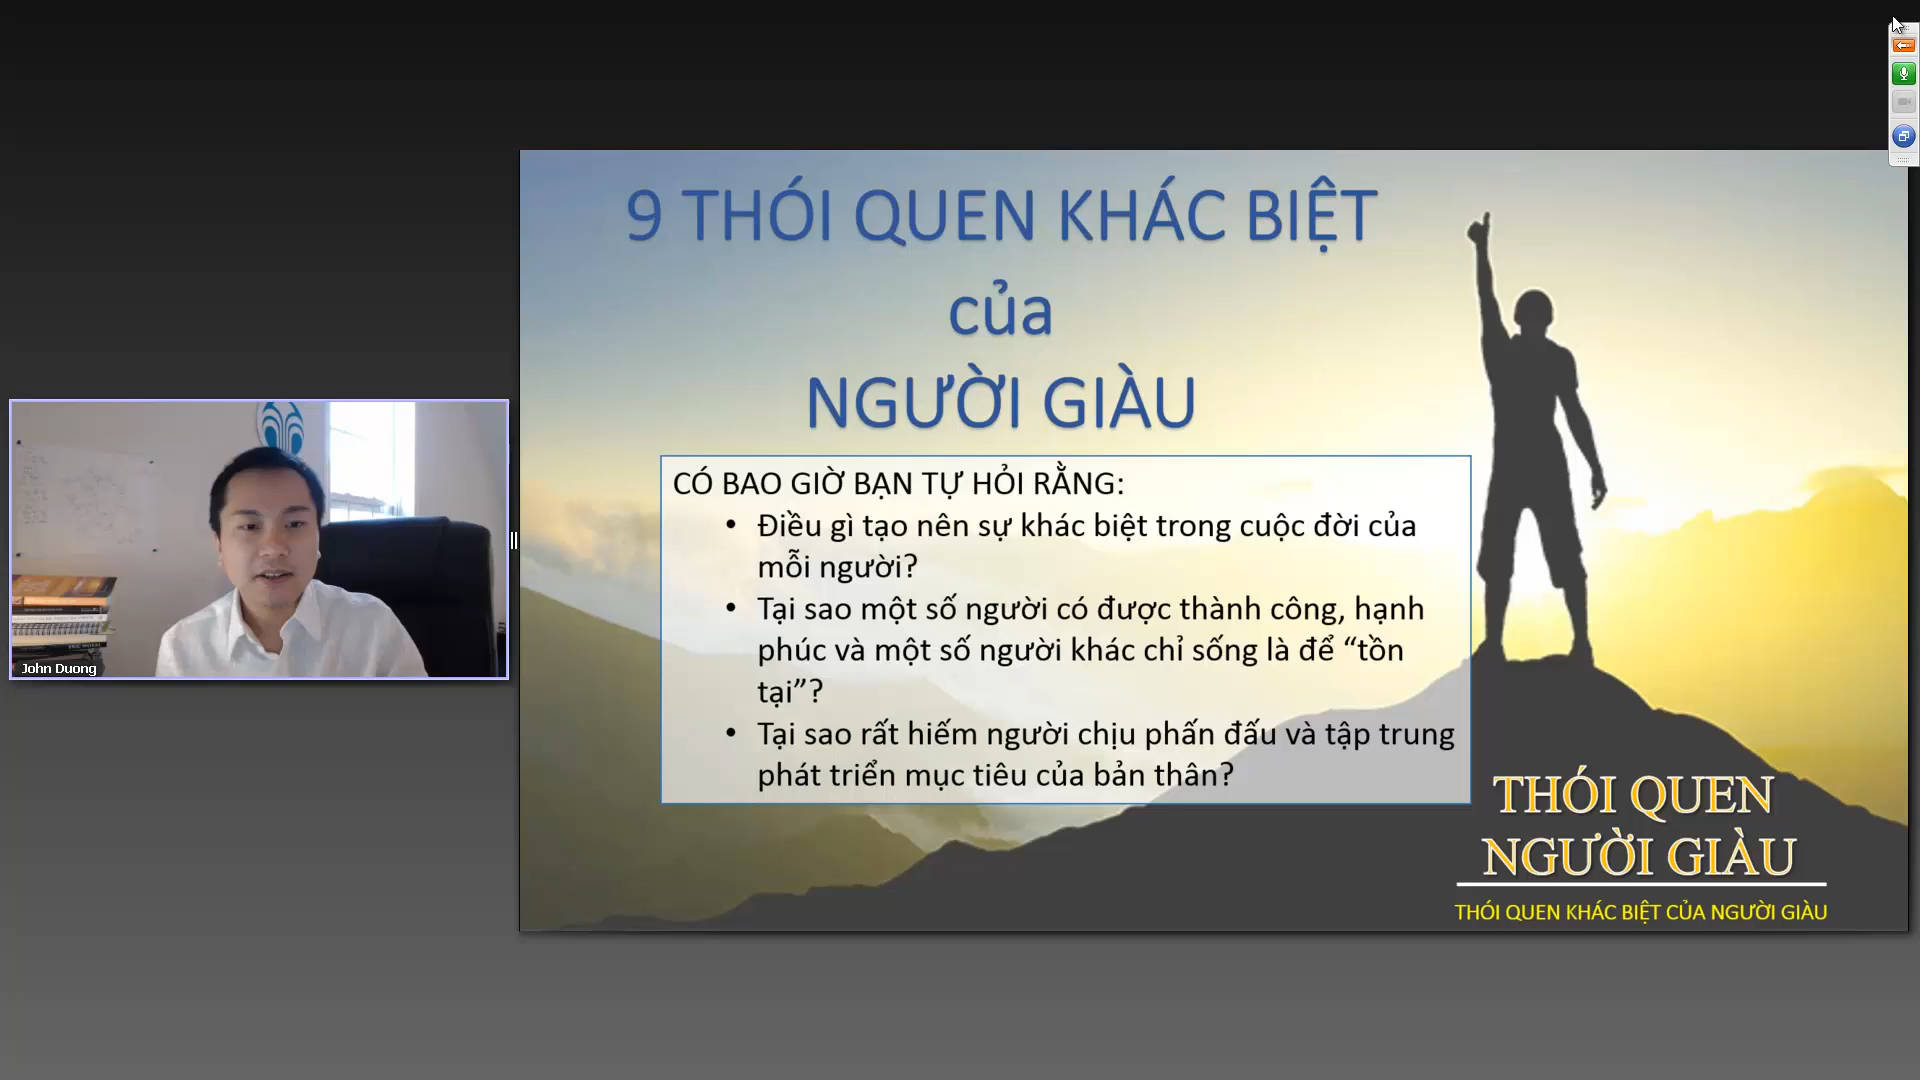 9 THÓI QUEN KHÁC BIỆT
của
NGƯỜI GIÀU
CÓ BAO GIỜ BẠN TỰ HỎI RẰNG:
• Điều gì tạo nên sự khác biệt trong cuộc đời của
mỗi người?
• Tại sao một số người có được thành công, hạnh
phúc và một số người khác chỉ sống là để “tồn
tại”?
• Tại sao rất hiếm người chịu phấn đấu và tập trung
phát triển mục tiêu của bản thân?
THÓI QUEN
NGƯỜI GIÀU
THÓI QUEN KHÁC BIỆT CỦA NGƯỜI GIÀU
John Duong